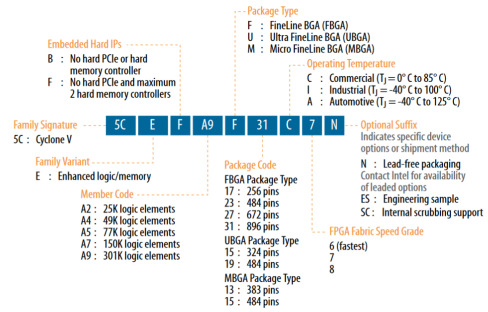 Package Type
F : FineLine BGA (FBGA)
U : Ultra FineLine BGA (UBGA)
M : Micro FineLine BGA (MBGA)
Embedded Hard IPs
B : No hard PCIe or hard
memory controller
F : No hard PCIe and maximum
2 hard memory controllers
Operating Temperature
C : Commercial (TJ = 0° C to 85° C)
I : Industrial (TJ = -40° C to 100° C)
A : Automotive (TJ = -40° C to 125° C)
Family Signature
5C : Cyclone V
5C E F A9 F 31 C 7 N
Optional Suffix
Indicates specific device
options or shipment method
N : Lead-free packaging
Contact Intel for availability
of leaded options
ES : Engineering sample
SC : Internal scrubbing support
Family Variant
E : Enhanced logic/memory
Member Code
A2 : 25K logic elements
A4 : 49K logic elements
A5 : 77K logic elements
A7 : 150K logic elements
A9 : 301K logic elements
Package Code
FBGA Package Type
17 : 256 pins
23 : 484 pins
27 : 672 pins
31 : 896 pins
UBGA Package Type
15 : 324 pins
19 : 484 pins
MBGA Package Type
13 : 383 pins
15 : 484 pins
FPGA Fabric Speed Grade
6 (fastest)
7
8